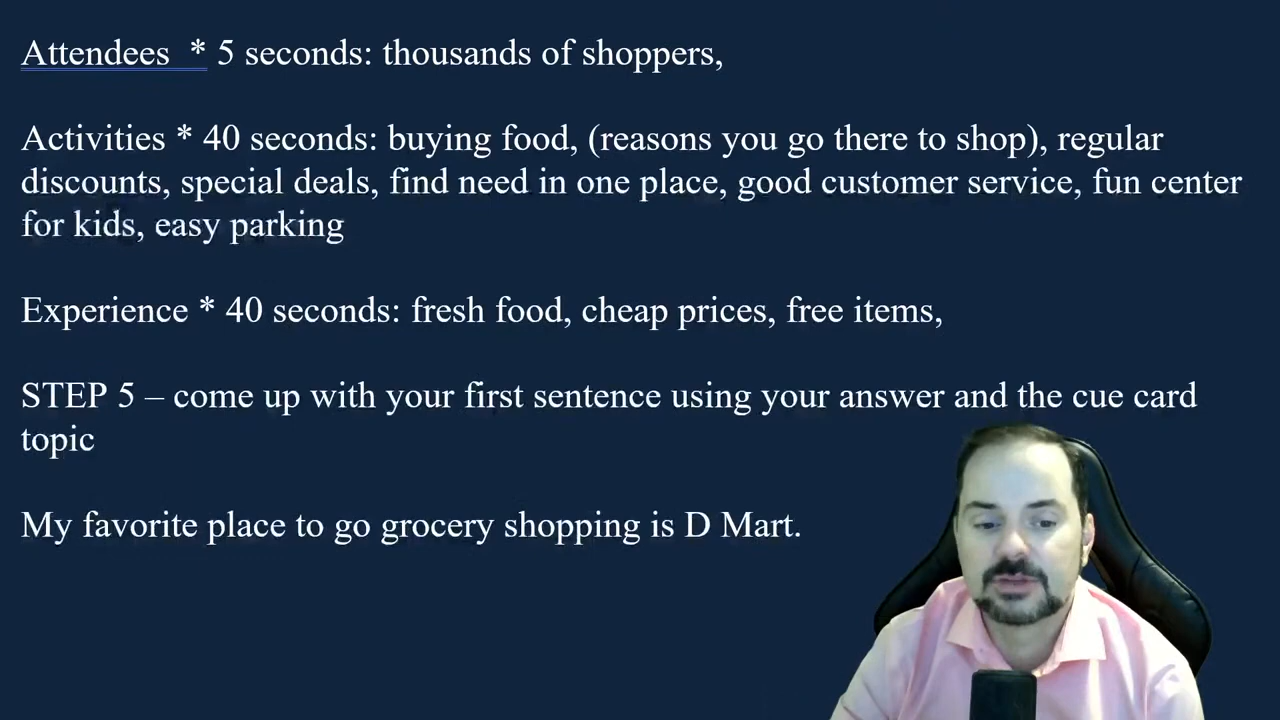 Attendees  * 5 seconds: thousands of shoppers,
Activities * 40 seconds: buying food, (reasons you go there to shop), regular
discounts, special deals, find need in one place, good customer service, fun center
for kids, easy parking
Experience * 40 seconds: fresh food, cheap prices, free items,
STEP 5 – come up with your first sentence using your answer and the cue card
topic
My favorite place to go grocery shopping is D Mart.